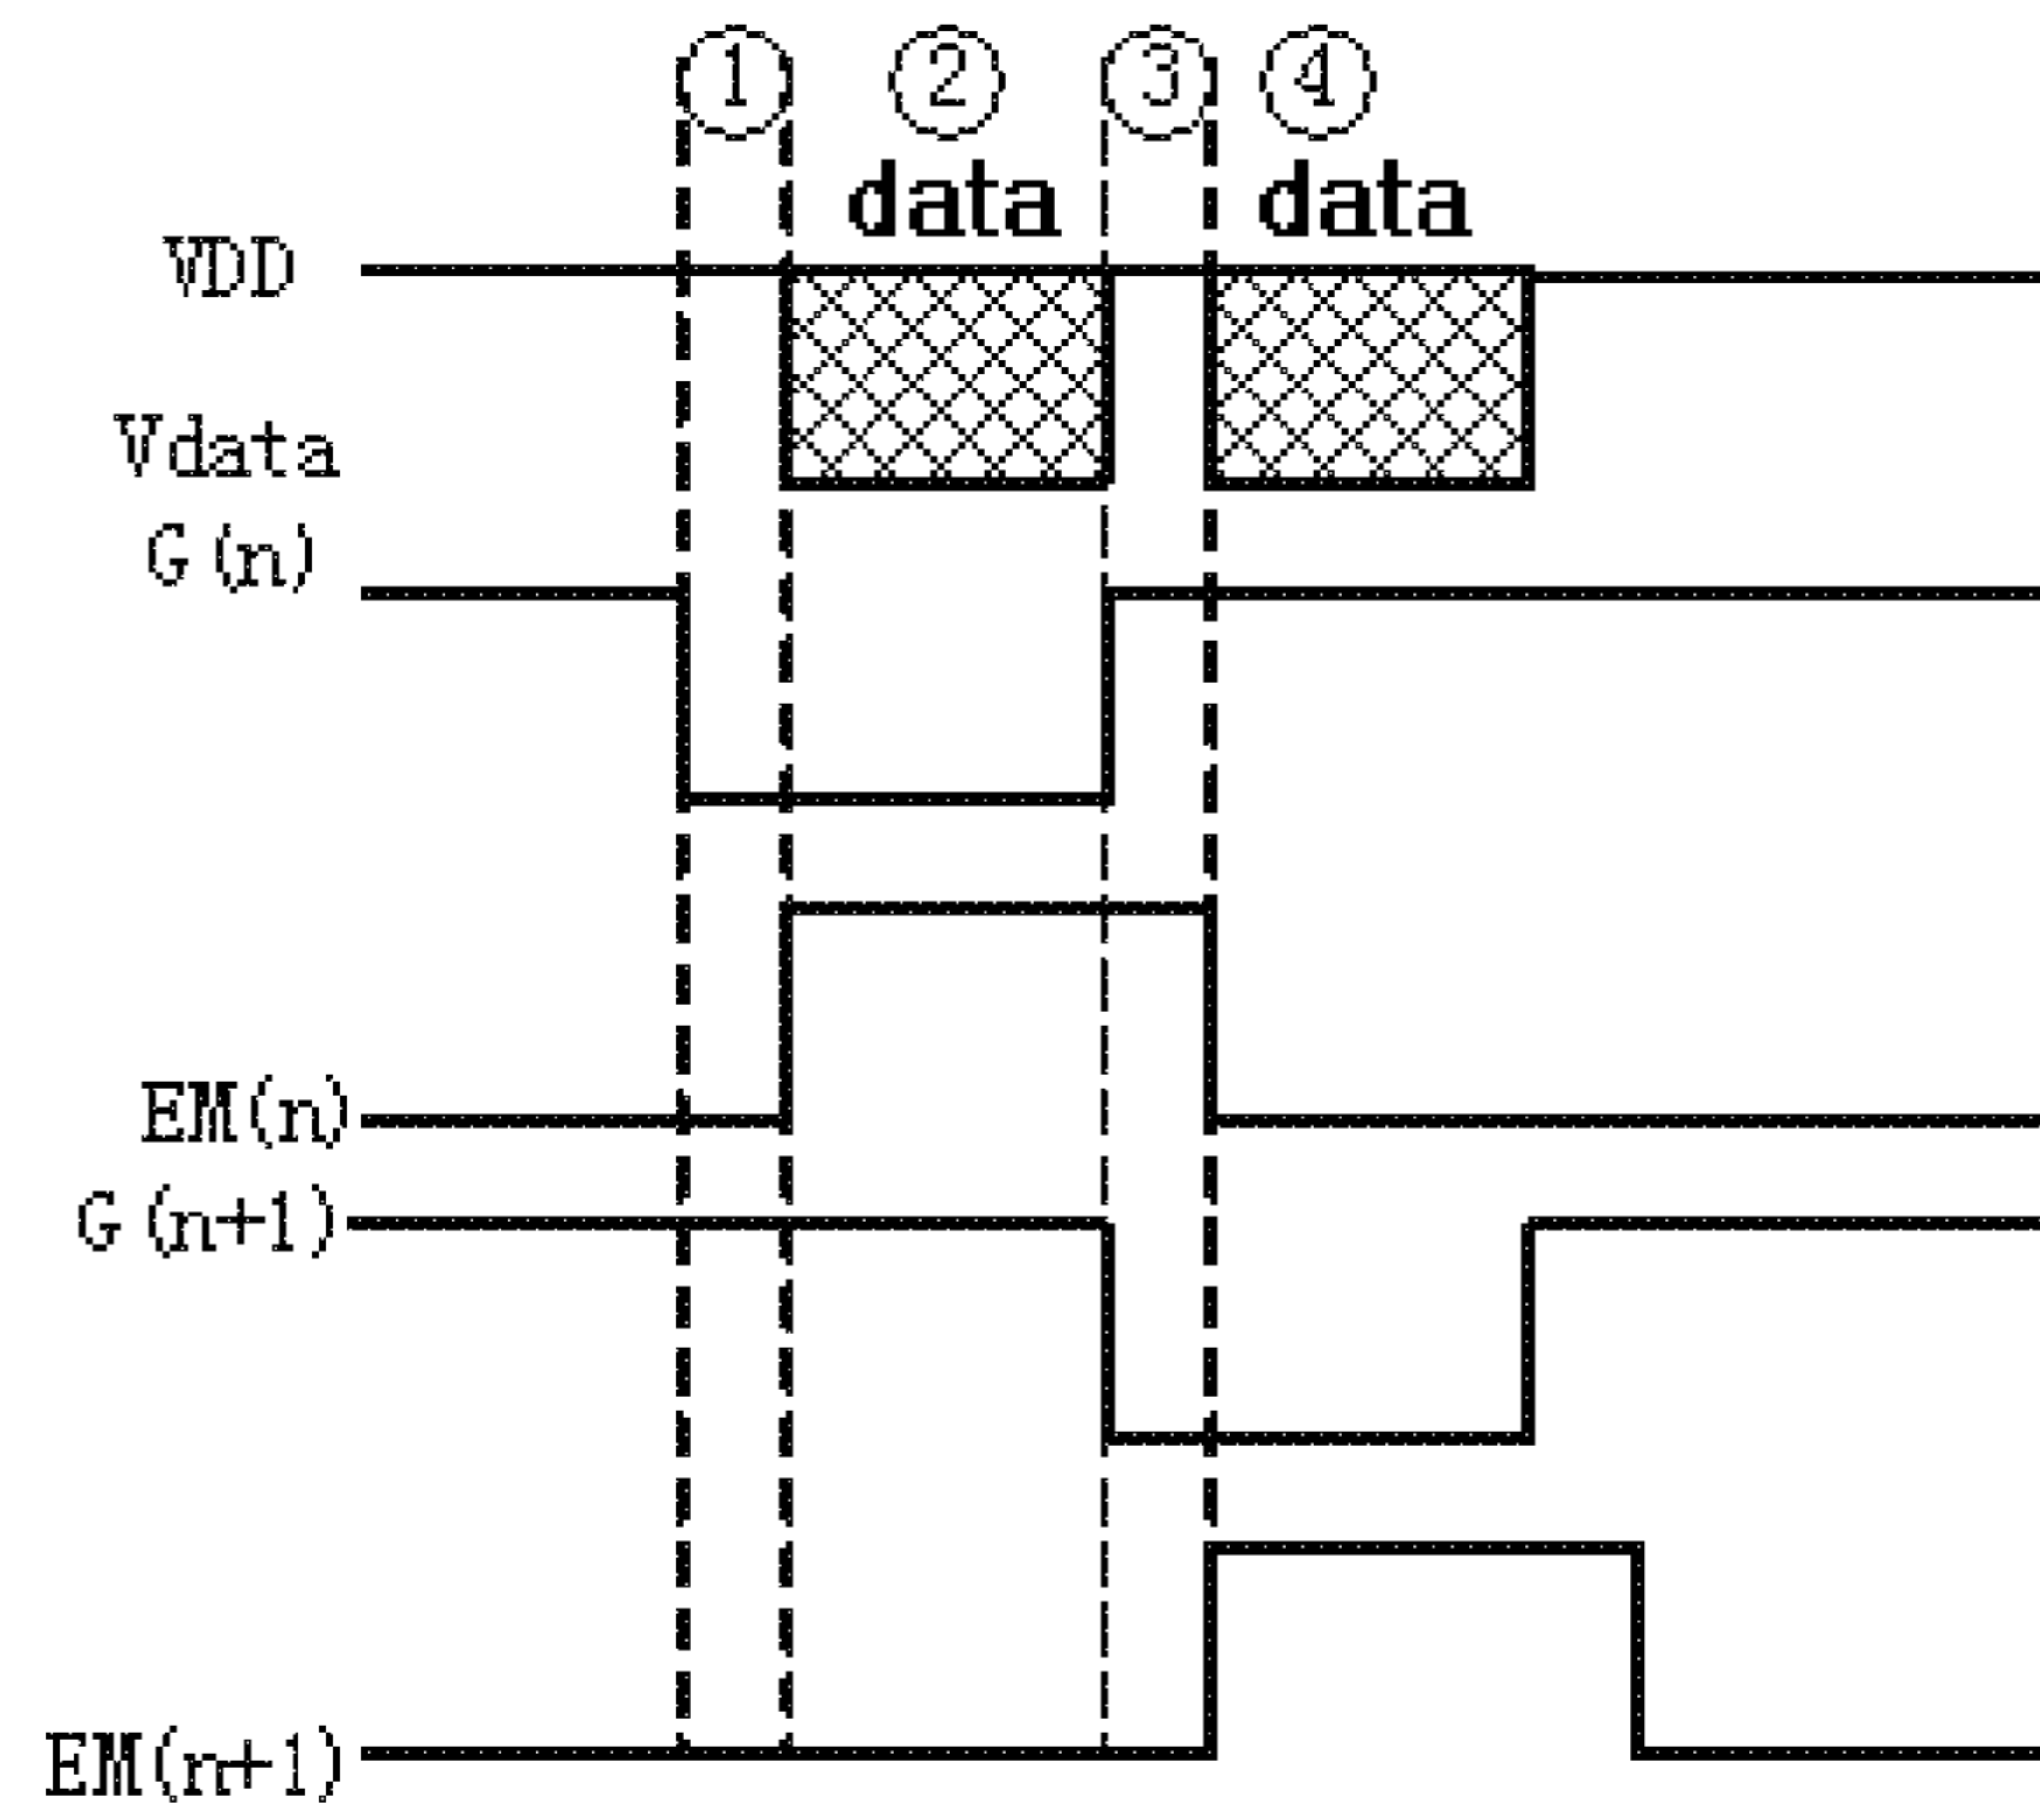 ① ② ③ ④
data data
VDD
Vdata
G(n)
EM(n)
G(n+1)
EM(n+1)